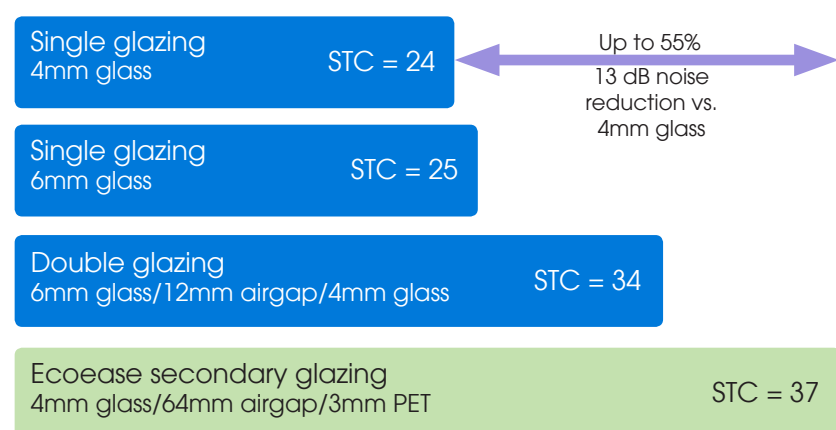 Single glazing
4mm glass
STC = 24
Up to 55%
13 dB noise
reduction vs.
4mm glass
Single glazing
6mm glass
STC = 25
Double glazing
6mm glass/12mm airgap/4mm glass
STC = 34
Ecoease secondary glazing
4mm glass/64mm airgap/3mm PET
STC = 37